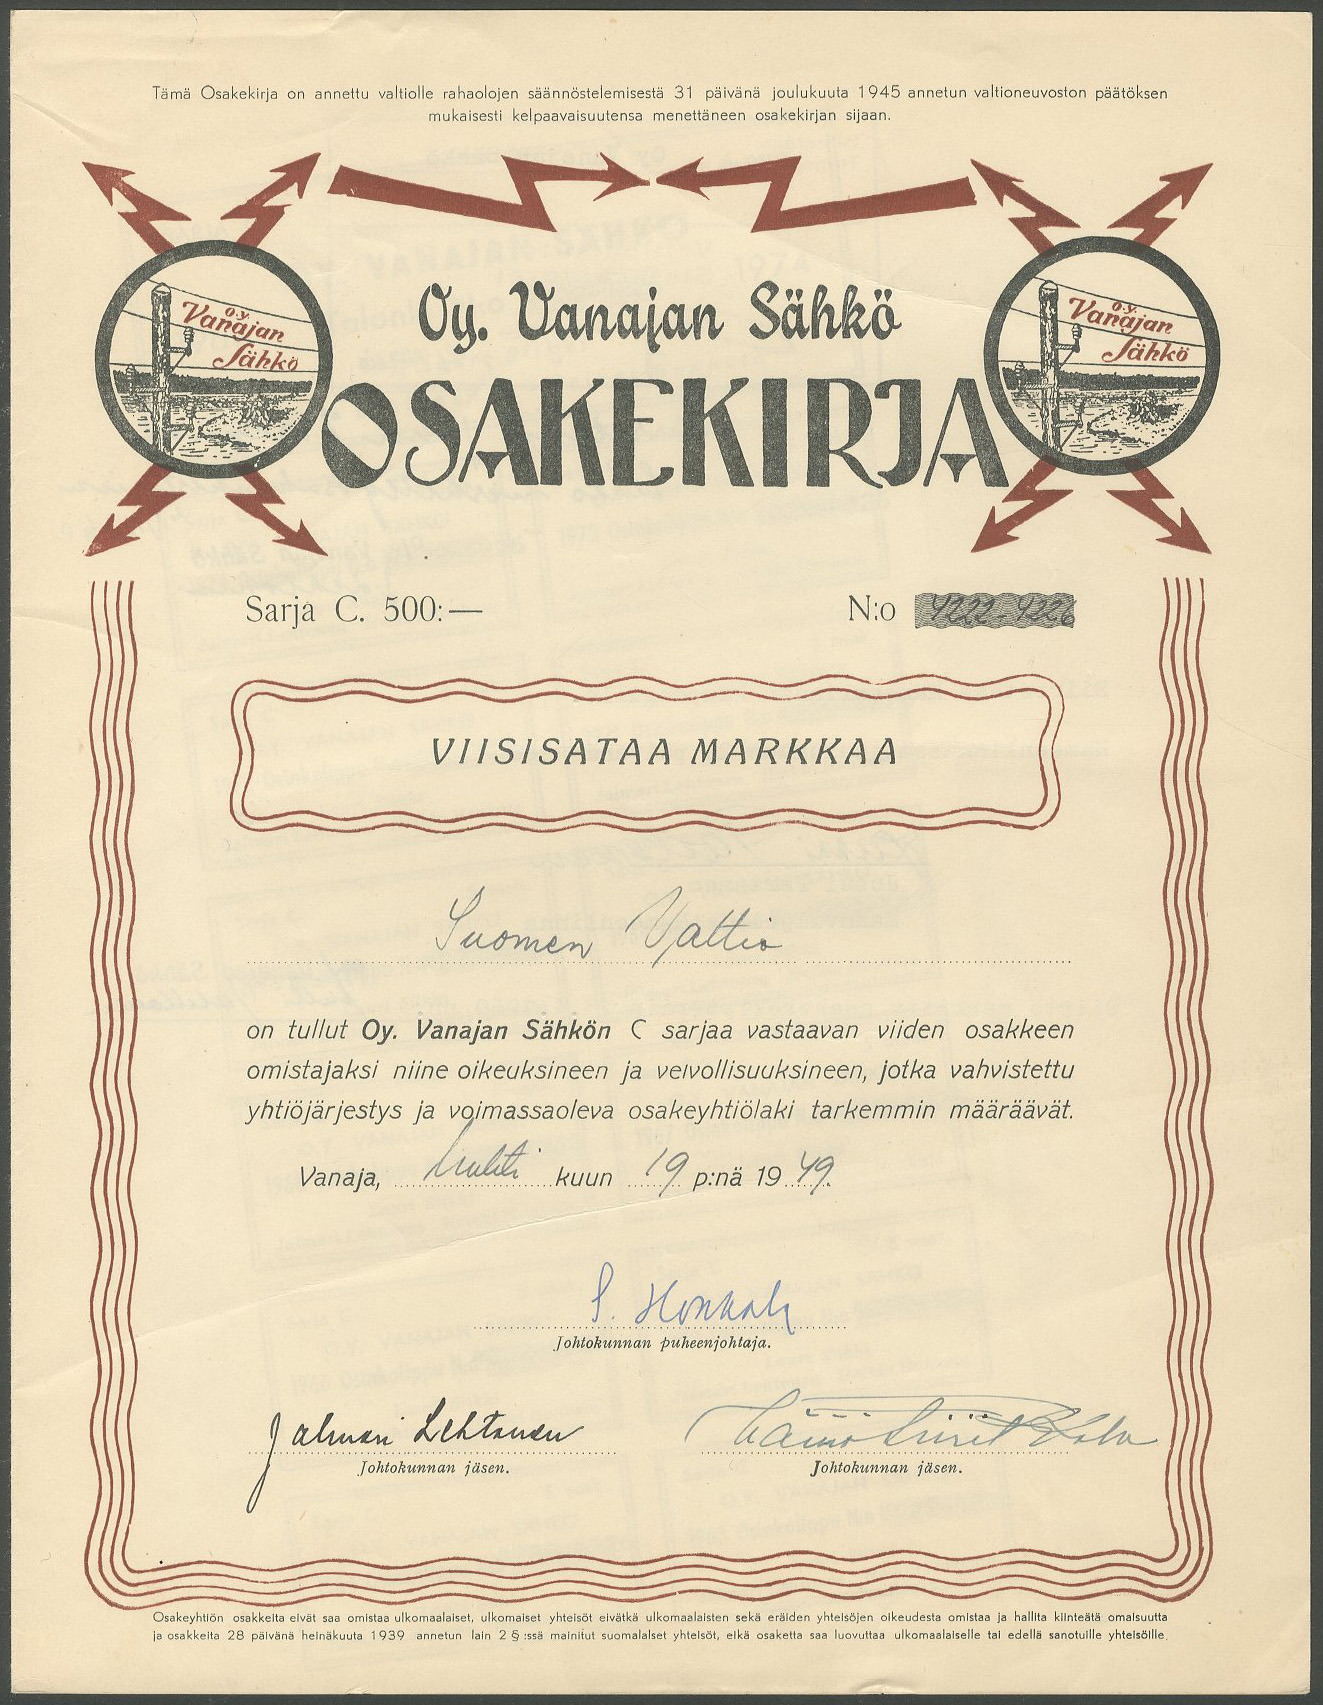 Tämä Osakekirja on annettu valtiolle rahaolojen säännöstelemisestä 31 päivänä joulukuuta 1945 annetun valtioneuvoston päätöksen
mukaisesti kelpaavaisuutensa menettäneen osakekirjan sijaan.
O.y. Vanajan Sähkö
O.y. Vanajan Sähkö
Oy. Vanajan Sähkö
OSAKEKIRJA
Sarja C. 500:— N:o 4222-4226
VIISISATAA MARKKAA
Suomen Valtio
on tullut Oy. Vanajan Sähkön C sarjaa vastaavan viiden osakkeen
omistajaksi niine oikeuksineen ja velvollisuuksineen, jotka vahvistettu
yhtiöjärjestys ja voimassaoleva osakeyhtiölaki tarkemmin määräävät.
Vanaja, huhti kuun 19 p:nä 1949.
Johtokunnan puheenjohtaja.
Jalmari Lehtonen
Johtokunnan jäsen. Johtokunnan jäsen.
Osakeyhtiön osakkeita eivät saa omistaa ulkomaalaiset, ulkomaiset yhteisöt eivätkä ulkomaalaisten sekä eräiden yhteisöjen oikeudesta omistaa ja hallita kiinteätä omaisuutta
ja osakkeita 28 päivänä heinäkuuta 1939 annetun lain 2 § :ssä mainitut suomalaiset yhteisöt, eikä osaketta saa luovuttaa ulkomaalaiselle tai edellä sanotuille yhteisöille.